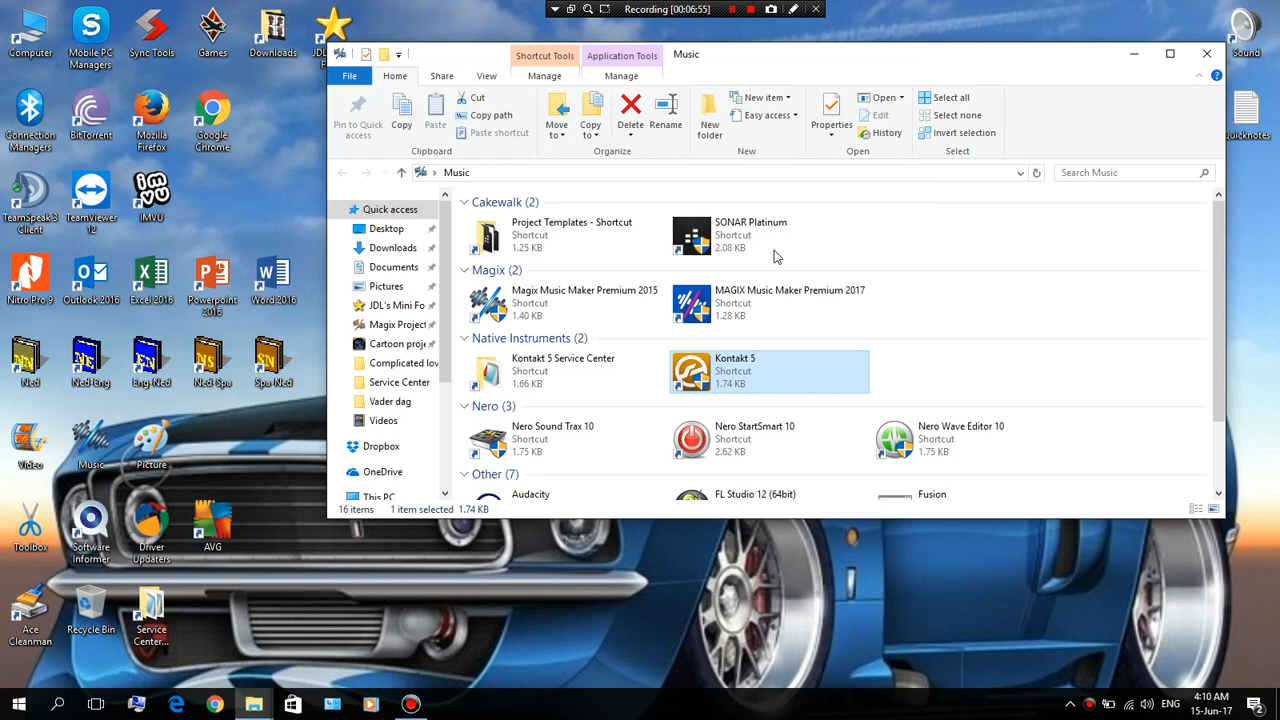 Recording [00:06:55]
Computer
Mobile PC Managers
Sync Tools
Games
Downloads
Sound
Connection Managers
BitTorrent
Mozilla Firefox
Google Chrome
Quicknotes
TeamSpeak 3 Client
TeamViewer 12
IMVU
Nitro Pro 9
Outlook 2016
Excel 2016
Powerpoint 2016
Word 2016
Ned
Ned-Eng
Eng-Ned
Ned-Spa
Spa-Ned
Video
Music
Picture
Toolbox
Software Informer
Driver Updaters
AVG
Ace Cleanman
Recycle Bin
Service Center...
Shortcut Tools
Application Tools
Music
File
Home
Share
View
Manage
Manage
Pin to Quick access
Copy
Paste
Cut
Copy path
Paste shortcut
Clipboard
Move to
Copy to
Delete
Rename
Organize
New folder
New item
Easy access
New
Properties
Open
Edit
History
Open
Select all
Select none
Invert selection
Select
Music
Search Music
Quick access
Desktop
Downloads
Documents
Pictures
JDL's Mini Fo
Magix Project
Cartoon proje
Complicated lov
Service Center
Vader dag
Videos
Dropbox
OneDrive
This PC
Cakewalk (2)
Project Templates - Shortcut
Shortcut
1.25 KB
SONAR Platinum
Shortcut
2.08 KB
Magix (2)
Magix Music Maker Premium 2015
Shortcut
1.40 KB
MAGIX Music Maker Premium 2017
Shortcut
1.28 KB
Native Instruments (2)
Kontakt 5 Service Center
Shortcut
1.66 KB
Kontakt 5
Shortcut
1.74 KB
Nero (3)
Nero Sound Trax 10
Shortcut
1.75 KB
Nero StartSmart 10
Shortcut
2.62 KB
Nero Wave Editor 10
Shortcut
1.75 KB
Other (7)
Audacity
FL Studio 12 (64bit)
Fusion
16 items
1 item selected 1.74 KB
ENG
4:10 AM
15-Jun-17